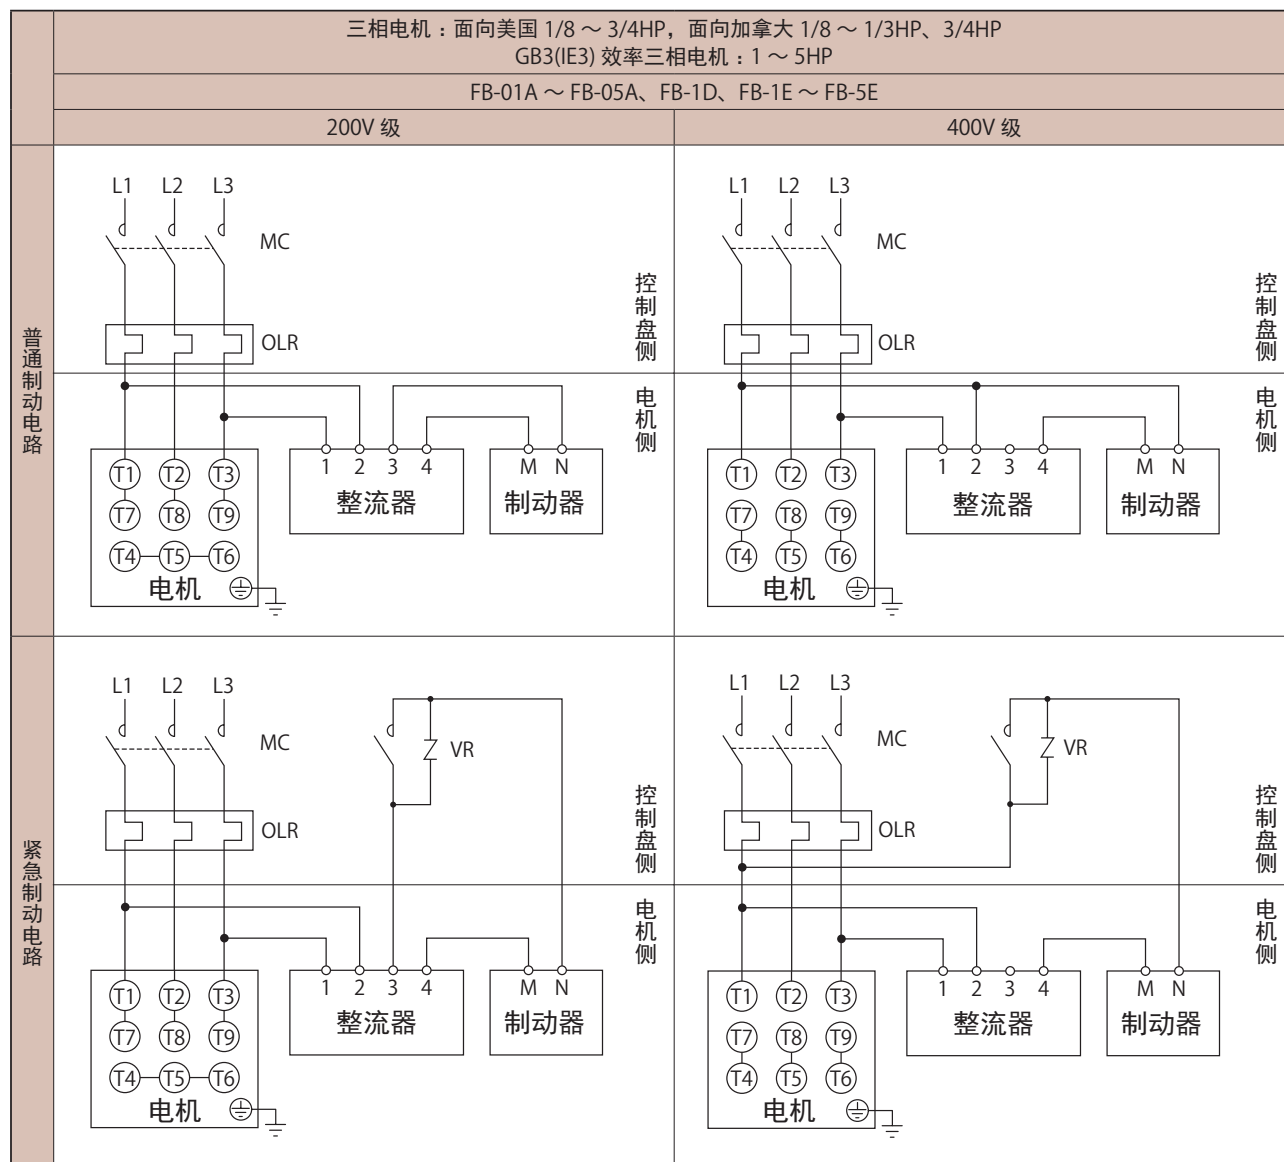 三相电机：面向美国 1/8 ～ 3/4HP，面向加拿大 1/8 ～ 1/3HP、3/4HP
GB3(IE3) 效率三相电机：1 ～ 5HP
FB-01A ～ FB-05A、FB-1D、FB-1E ～ FB-5E
200V 级
400V 级
普通制动电路
L1 L2 L3
MC
OLR
控制盘侧
电机侧
1 2 3 4
整流器
M N
制动器
T1 T2 T3
T7 T8 T9
T4 T5 T6
电机
L1 L2 L3
MC
OLR
控制盘侧
电机侧
1 2 3 4
整流器
M N
制动器
T1 T2 T3
T7 T8 T9
T4 T5 T6
电机
紧急制动电路
L1 L2 L3
MC
VR
OLR
控制盘侧
电机侧
1 2 3 4
整流器
M N
制动器
T1 T2 T3
T7 T8 T9
T4 T5 T6
电机
L1 L2 L3
MC
VR
OLR
控制盘侧
电机侧
1 2 3 4
整流器
M N
制动器
T1 T2 T3
T7 T8 T9
T4 T5 T6
电机